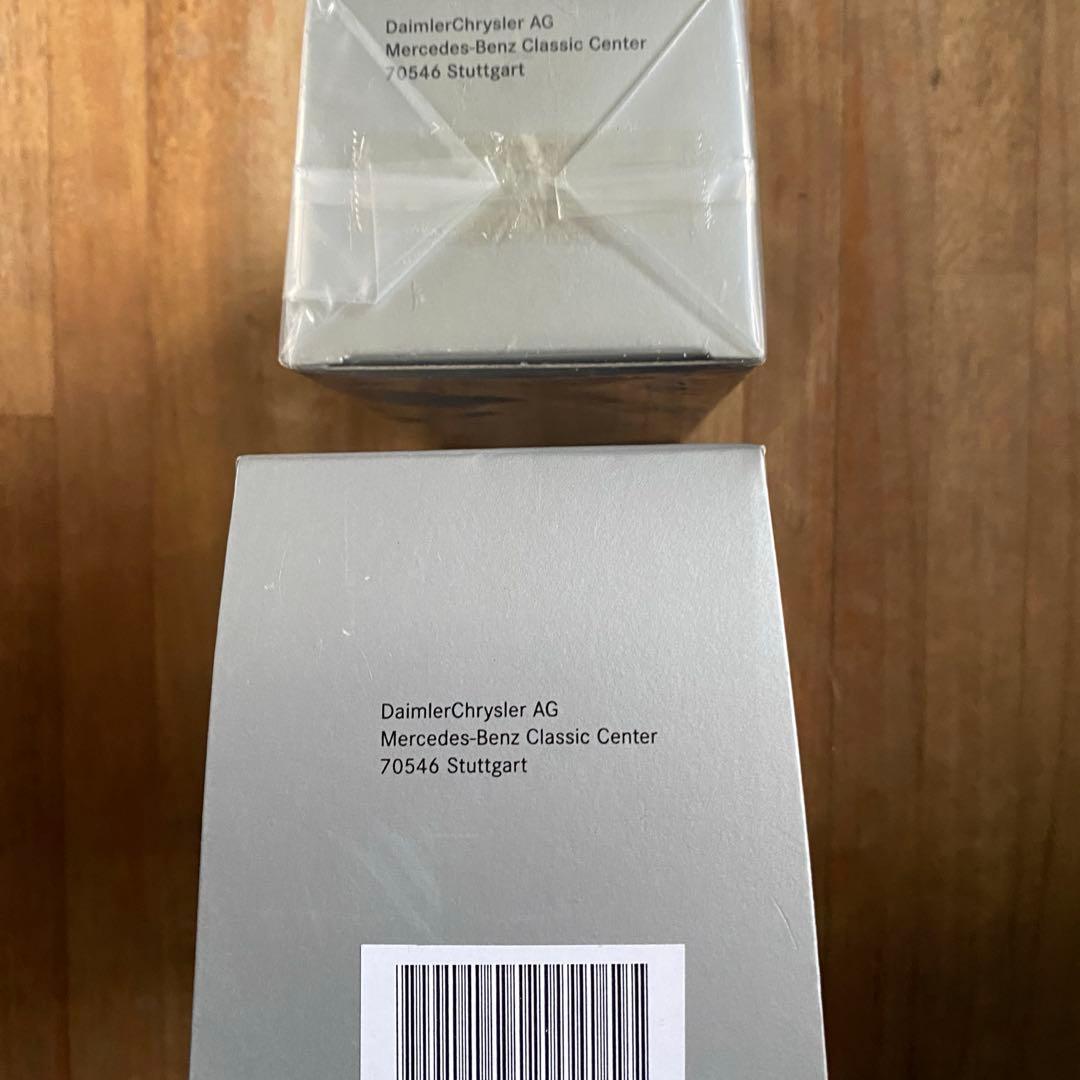 DaimlerChrysler AG
Mercedes-Benz Classic Center
70546 Stuttgart
DaimlerChrysler AG
Mercedes-Benz Classic Center
70546 Stuttgart